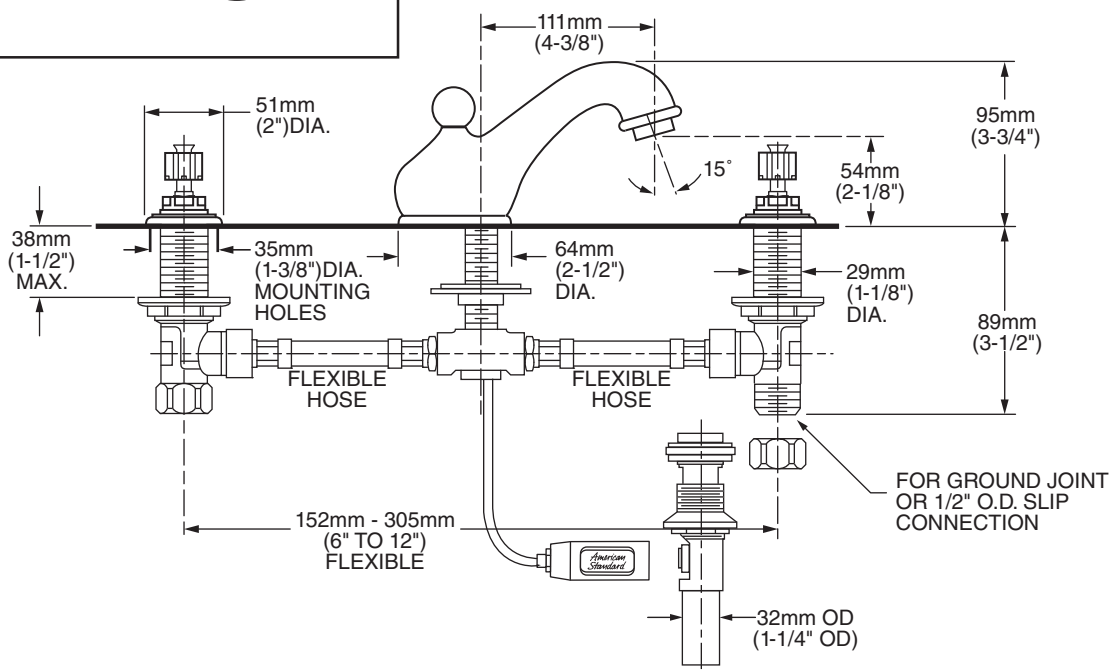 111mm
(4-3/8")
51mm
(2")DIA.
95mm
(3-3/4")
15°
54mm
(2-1/8")
38mm
(1-1/2")
MAX.
35mm
(1-3/8")DIA.
MOUNTING
HOLES
64mm
(2-1/2")
DIA.
29mm
(1-1/8")
DIA.
89mm
(3-1/2")
FLEXIBLE
HOSE
FLEXIBLE
HOSE
FOR GROUND JOINT
OR 1/2" O.D. SLIP
CONNECTION
152mm - 305mm
(6" TO 12")
FLEXIBLE
American
Standard
32mm OD
(1-1/4" OD)